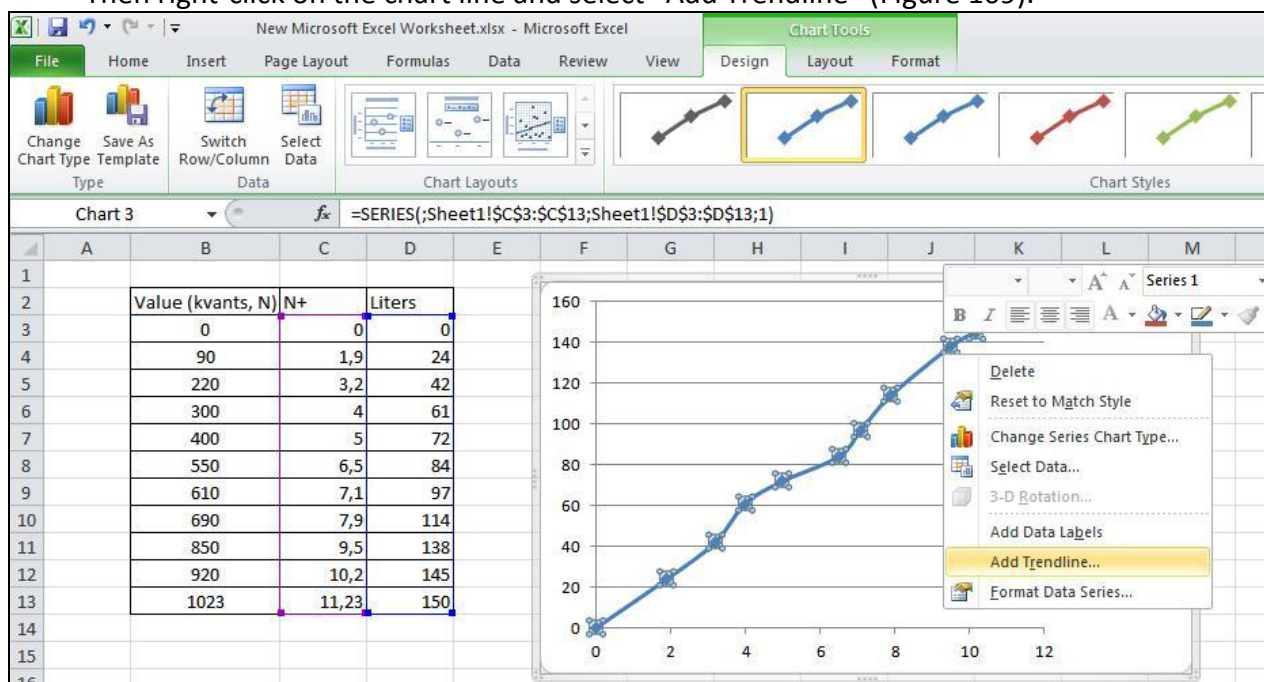 Then right-click on the chart line and select "Add Trendline" (Figure 109).
New Microsoft Excel Worksheet.xlsx - Microsoft Excel
Chart Tools
File Home Insert Page Layout Formulas Data Review View Design Layout Format
Change Chart Type
Save As Template
Switch Row/Column
Select Data
Type Data Chart Layouts Chart Styles
Chart 3 fx =SERIES(;Sheet1!$C$3:$C$13;Sheet1!$D$3:$D$13;1)
A B C D E F G H I J K L M
1
2 Value (kvants, N) N+ Liters
3 0 0 0
4 90 1,9 24
5 220 3,2 42
6 300 4 61
7 400 5 72
8 550 6,5 84
9 610 7,1 97
10 690 7,9 114
11 850 9,5 138
12 920 10,2 145
13 1023 11,23 150
14
15
16
160
140
120
100
80
60
40
20
0
0 2 4 6 8 10 12
A A Series 1
B I A
Delete
Reset to Match Style
Change Series Chart Type...
Select Data...
3-D Rotation...
Add Data Labels
Add Trendline...
Format Data Series...